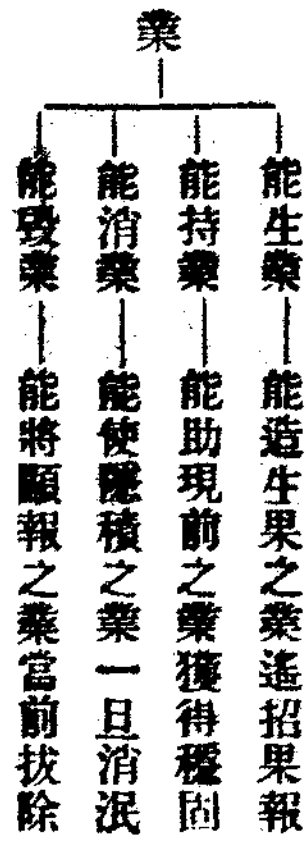 業
能生業
能造生果之業遙招果報
能持業
能助現前之業獲得穩固
能消業
能使隱積之業一旦消泯
能毀業
能將顯報之業當前拔除